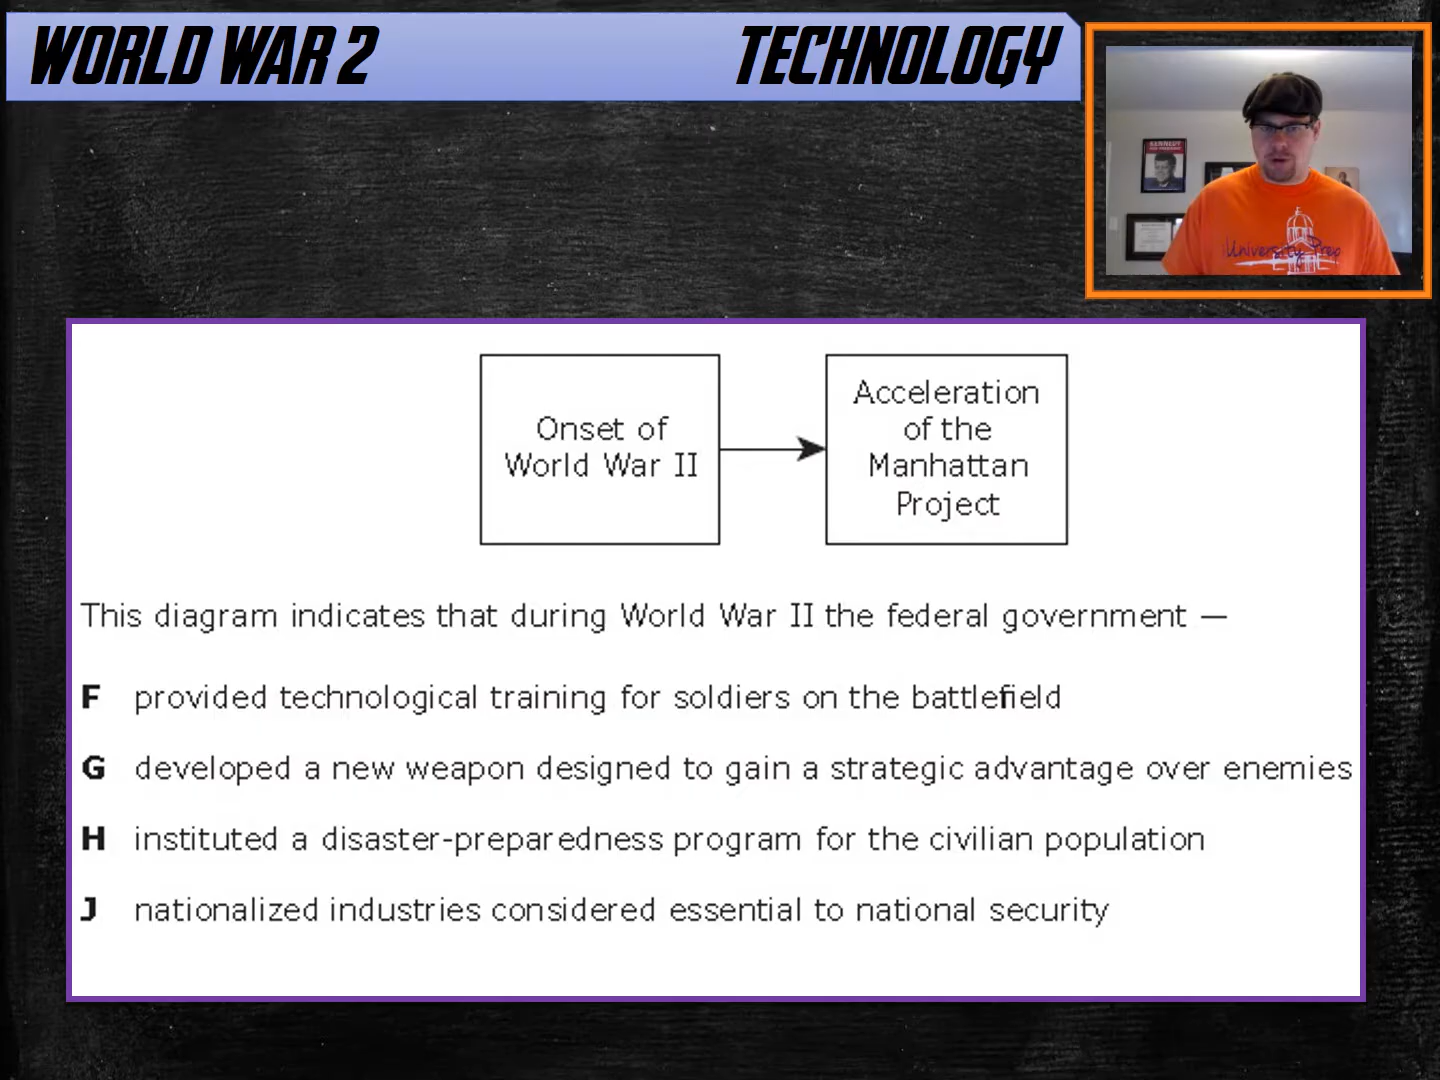 WORLD WAR 2
TECHNOLOGY
KENNEDY
iUniversity Prep
Onset of
World War II
Acceleration
of the
Manhattan
Project
This diagram indicates that during World War II the federal government —
F provided technological training for soldiers on the battlefield
G developed a new weapon designed to gain a strategic advantage over enemies
H instituted a disaster-preparedness program for the civilian population
J nationalized industries considered essential to national security